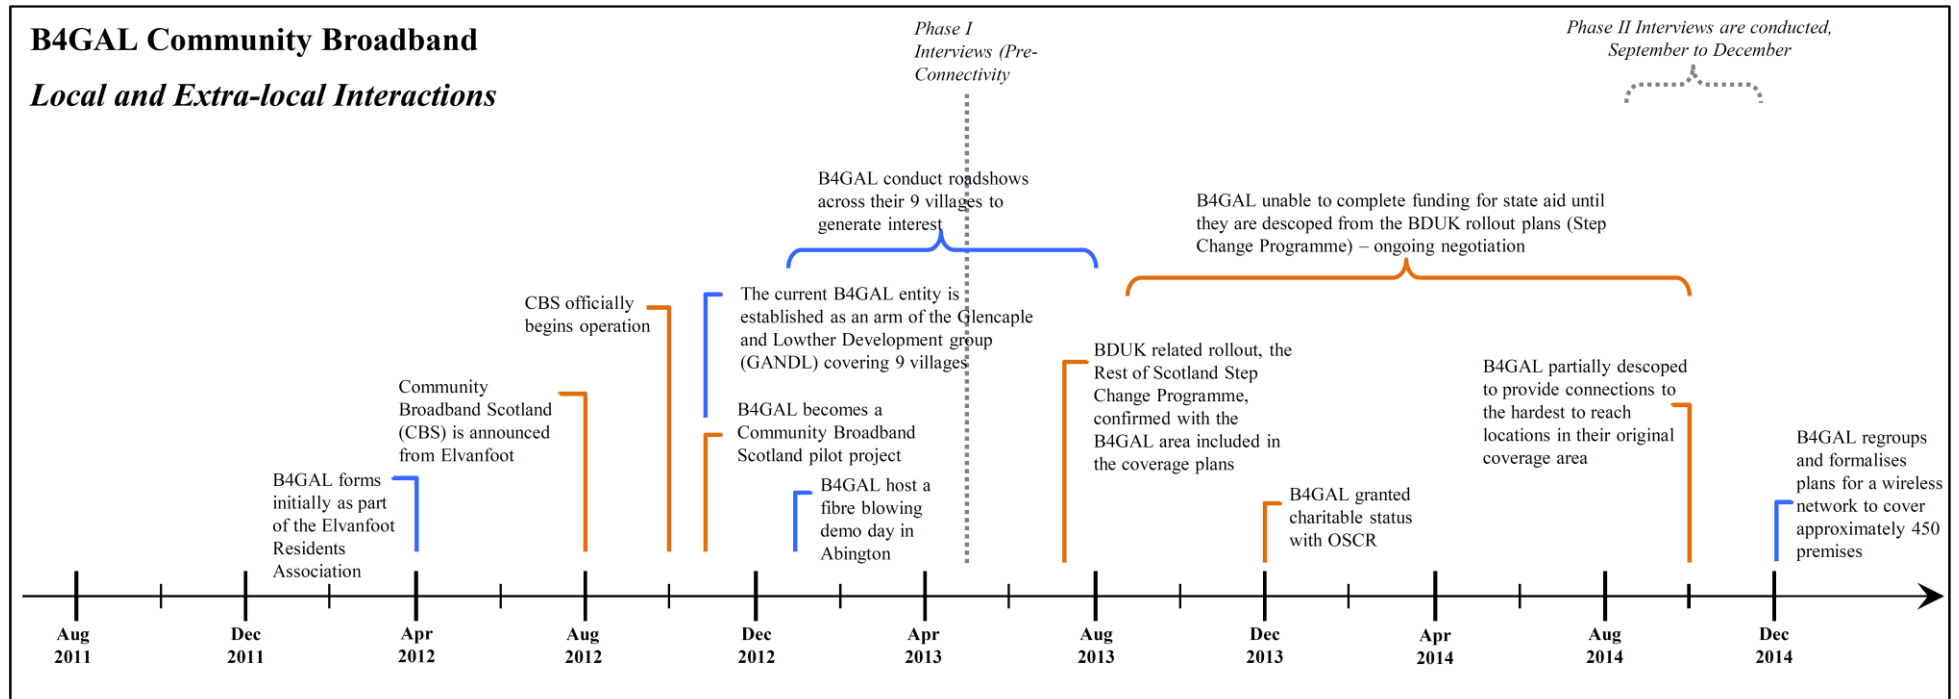 B4GAL Community Broadband
Local and Extra-local Interactions
Phase I
Interviews (Pre-
Connectivity
Phase II Interviews are conducted,
September to December
B4GAL conduct roadshows
across their 9 villages to
generate interest
B4GAL unable to complete funding for state aid until
they are descoped from the BDUK rollout plans (Step
Change Programme) – ongoing negotiation
CBS officially
begins operation
The current B4GAL entity is
established as an arm of the Glencaple
and Lowther Development group
(GANDL) covering 9 villages
Community
Broadband Scotland
(CBS) is announced
from Elvanfoot
B4GAL becomes a
Community Broadband
Scotland pilot project
BDUK related rollout, the
Rest of Scotland Step
Change Programme,
confirmed with the
B4GAL area included in
the coverage plans
B4GAL partially descoped
to provide connections to
the hardest to reach
locations in their original
coverage area
B4GAL forms
initially as part
of the Elvanfoot
Residents
Association
B4GAL host a
fibre blowing
demo day in
Abington
B4GAL granted
charitable status
with OSCR
B4GAL regroups
and formalises
plans for a wireless
network to cover
approximately 450
premises
Aug
2011
Dec
2011
Apr
2012
Aug
2012
Dec
2012
Apr
2013
Aug
2013
Dec
2013
Apr
2014
Aug
2014
Dec
2014